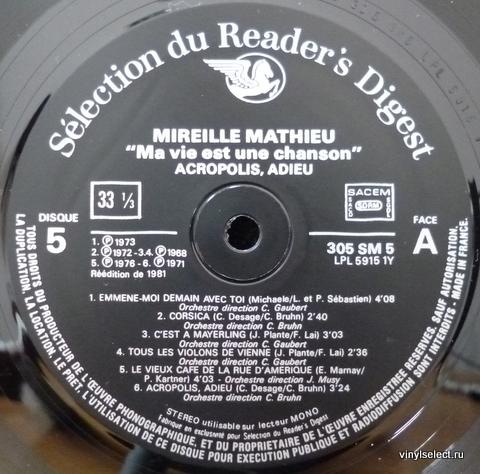 Sélection du Reader's Digest
MIREILLE MATHIEU
"Ma vie est une chanson"
ACROPOLIS, ADIEU
33 1/3
SACEM
SACD SDRM SGDL
DISQUE
5
FACE
A
1. Ⓟ 1973
2. Ⓟ 1972 - 3.4. Ⓟ 1968
5. Ⓟ 1976 - 6. Ⓟ 1971
Réédition de 1981
305 SM 5
LPL 5915 1Y
1. EMMENE-MOI DEMAIN AVEC TOI (Michaele/L. et P. Sébastien) 4'08
Orchestre direction C. Gaubert
2. CORSICA (C. Desage/C. Bruhn) 2'40
Orchestre direction C. Bruhn
3. C'EST A MAYERLING (J. Plante/F. Lai) 3'03
Orchestre direction C. Gaubert
4. TOUS LES VIOLONS DE VIENNE (J. Plante/F. Lai) 2'36
Orchestre direction C. Gaubert
5. LE VIEUX CAFE DE LA RUE D'AMERIQUE (E. Marnay/
P. Kartner) 4'03 - Orchestre direction J. Musy
6. ACROPOLIS, ADIEU (C. Desage/C. Bruhn) 3'24
Orchestre direction C. Bruhn
STEREO utilisable sur lecteur MONO
Fabriqué en exclusivité pour Sélection du Reader's Digest
TOUS DROITS DU PRODUCTEUR DE L'ŒUVRE PHONOGRAPHIQUE, ET DU PROPRIETAIRE DE L'ŒUVRE ENREGISTREE RESERVES. SAUF AUTORISATION.
LA DUPLICATION, LA LOCATION, LE PRET, L'UTILISATION DE CE DISQUE POUR EXECUTION PUBLIQUE ET RADIODIFFUSION SONT INTERDITS - MADE IN FRANCE.
www.vinylselect.ru